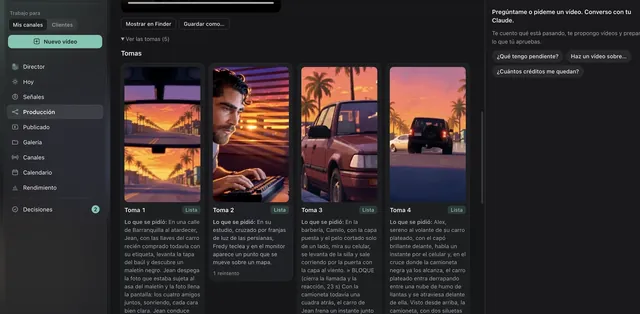 Trabajo para
Mis canales
Clientes
Nuevo video
Director
Hoy
Señales
Producción
Publicado
Galería
Canales
Calendario
Rendimiento
Decisiones
2
Mostrar en Finder
Guardar como…
Ver las tomas (5)
Tomas
Toma 1
Lista
Lo que se pidió: En una calle
de Barranquilla al atardecer,
Jean, con las llaves del carro
recién comprado todavía con
su etiqueta, levanta la tapa
del baúl y descubre un
maletín negro. Jean despega
la foto que estaba sujeta al
asa del maletín y la foto llena
la pantalla: los cuatro amigos
juntos, sonriendo, cada cara
bien clara. Jean conduce
Toma 2
Lista
Lo que se pidió: En su
estudio, cruzado por franjas
de luz de las persianas,
Fredy teclea y en el monitor
aparece un punto que se
mueve sobre un mapa.
1 reintento
Toma 3
Lista
Lo que se pidió: En la
barbería, Camilo, con la capa
puesta y el pelo cortado solo
de un lado, mira su celular,
se levanta de la silla y sale
corriendo por la puerta con
la capa al viento. » BLOQUE
(cierra la llamada y la
reacción, 23 s) Con la
camioneta todavía una
cuadra atrás, el carro de
Jean frena un instante junto
Toma 4
Lista
Lo que se pidió: Alex,
sereno al volante de su carro
plateado, con el capó
brillante delante, habla un
instante por el celular y, en el
cruce donde la camioneta
negra ya los alcanza, el carro
plateado entra derrapando
entre una nube de humo de
llantas y se atraviesa delante
de ella. Visto desde arriba, la
camioneta, con dos siluetas
Pregúntame o pídeme un vídeo. Converso con tu
Claude.
Te cuento qué está pasando, te propongo vídeos y prepa
lo que tú apruebas.
¿Qué tengo pendiente?
Haz un vídeo sobre…
¿Cuántos créditos me quedan?